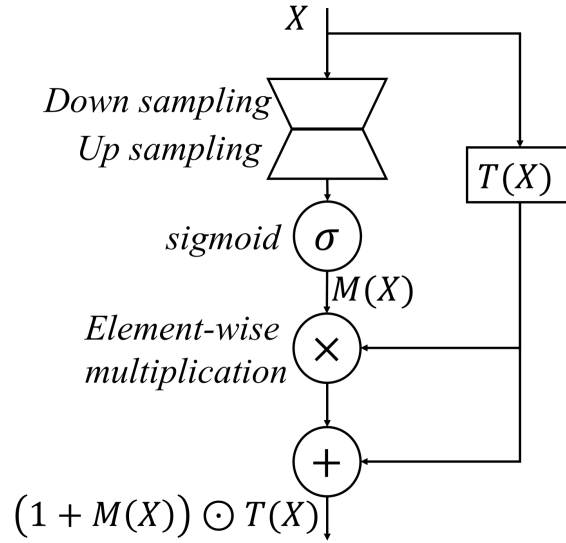 X
Down sampling
Up sampling
T(X)
sigmoid
σ
M(X)
Element-wise
multiplication
×
+
(1 + M(X)) ⊙ T(X)